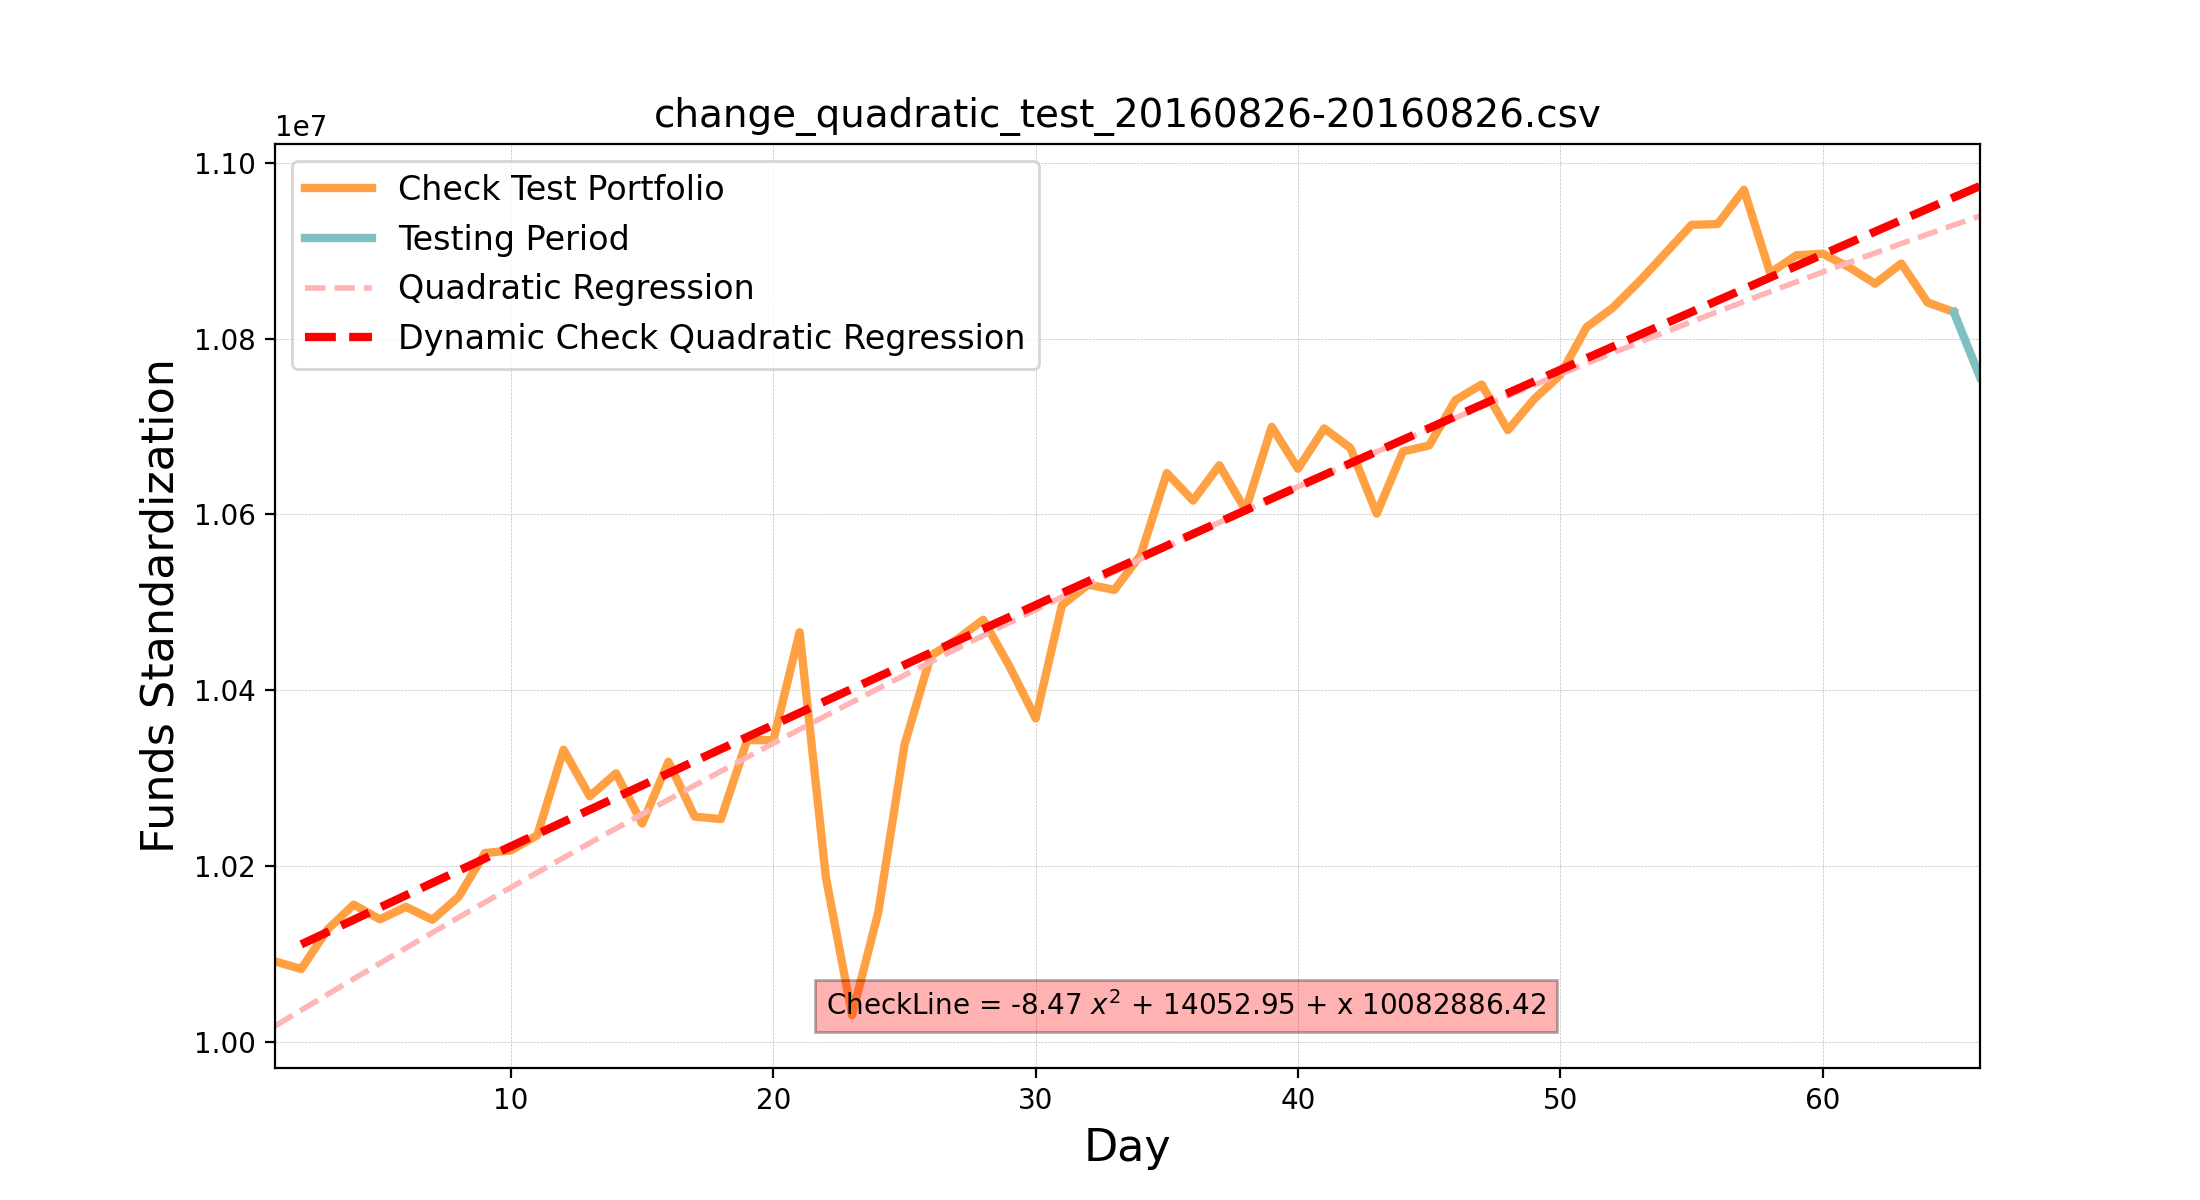 change_quadratic_test_20160826-20160826.csv
1e7
1.10
1.08
1.06
1.04
1.02
1.00
Funds Standardization
Check Test Portfolio
Testing Period
Quadratic Regression
Dynamic Check Quadratic Regression
CheckLine = -8.47 x² + 14052.95 + x 10082886.42
10 20 30 40 50 60
Day